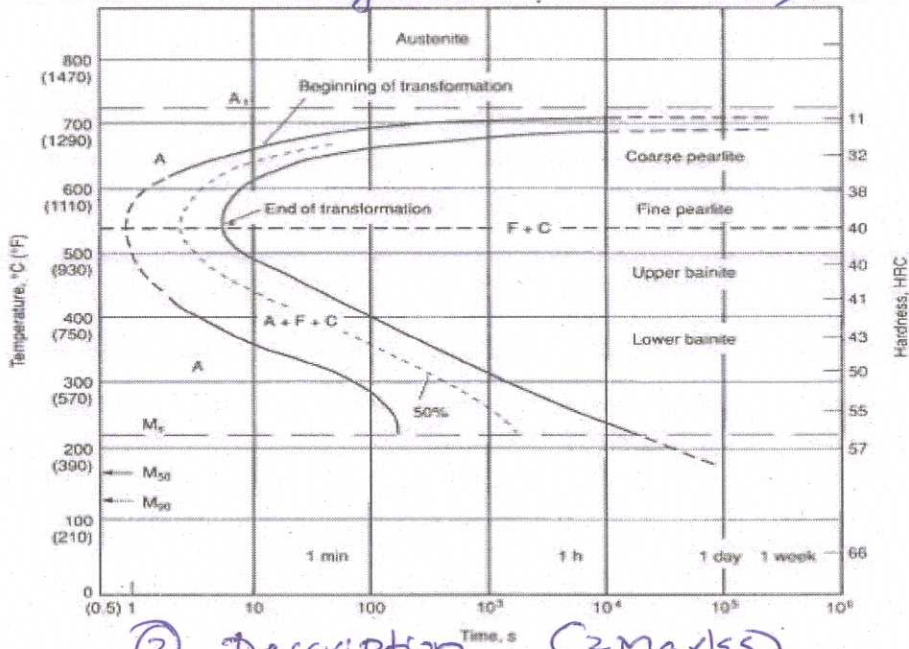 Austenite
800
(1470)
Beginning of transformation
A₁
700
(1290)
11
A
Coarse pearlite
32
600
(1110)
38
End of transformation
Fine pearlite
F + C
40
500
(930)
40
Upper bainite
A + F + C
41
400
(750)
43
Lower bainite
A
50
300
(570)
50%
55
Mₛ
200
(390)
57
M₅₀
M₉₀
100
(210)
1 min
1 h
1 day
1 week
66
0
(0.5) 1
10
100
10³
10⁴
10⁵
10⁶
Temperature, °C (°F)
Hardness, HRC
Time, s
② Description (2 marks)